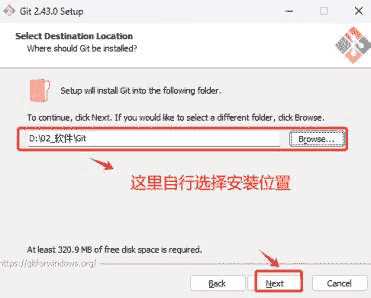 Git 2.43.0 Setup
Select Destination Location
Where should Git be installed?
Setup will install Git into the following folder.
To continue, click Next. If you would like to select a different folder, click Browse.
D:\02_软件\Git
Browse...
这里自行选择安装位置
At least 320.9 MB of free disk space is required.
https://gitforwindows.org/
Back
Next
Cancel